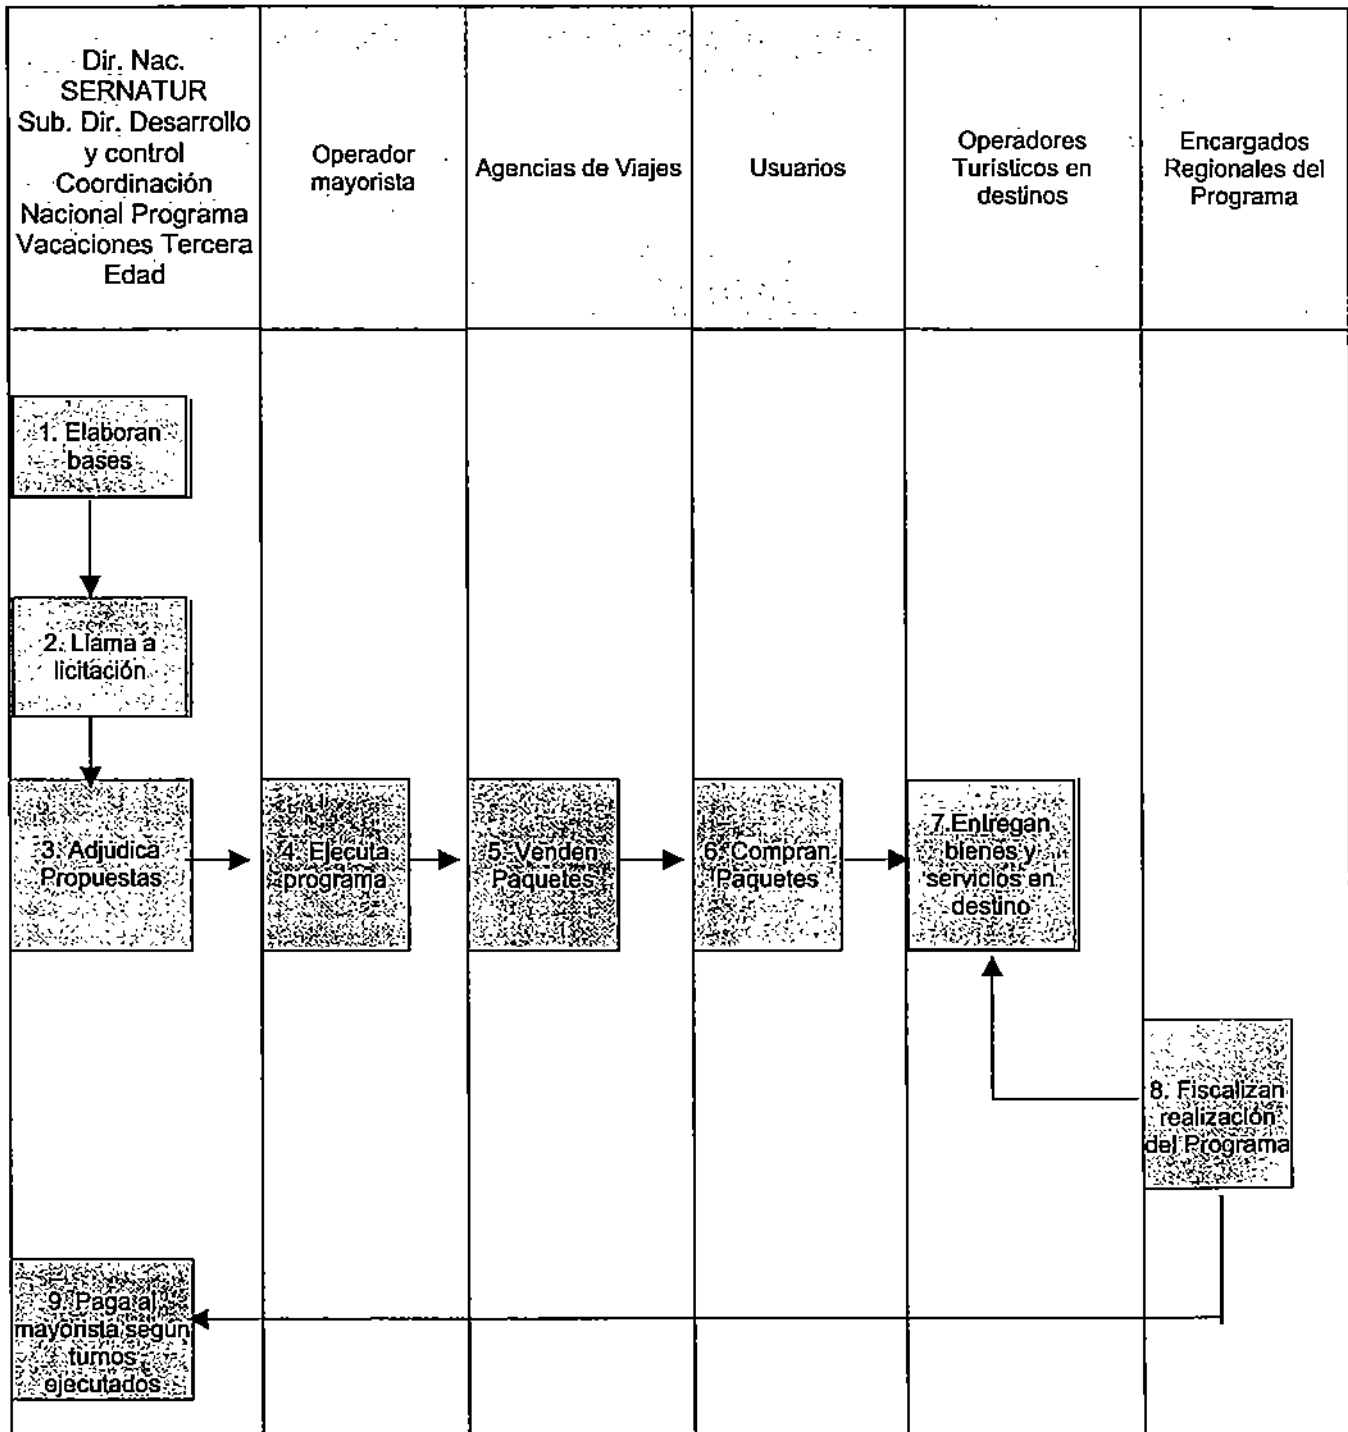 Dir. Nac.
SERNATUR
Sub. Dir. Desarrollo
y control
Coordinación
Nacional Programa
Vacaciones Tercera
Edad
Operador
mayorista
Agencias de Viajes
Usuarios
Operadores
Turísticos en
destinos
Encargados
Regionales del
Programa
1. Elaboran
bases
2. Llama a
licitación
3. Adjudica
Propuestas
4. Ejecuta
programa
5. Venden
Paquetes
6. Compran
Paquetes
7.Entregan
bienes y
servicios en
destino
8. Fiscalizan
realización
del Programa
9. Paga al
mayorista según
turnos
ejecutados